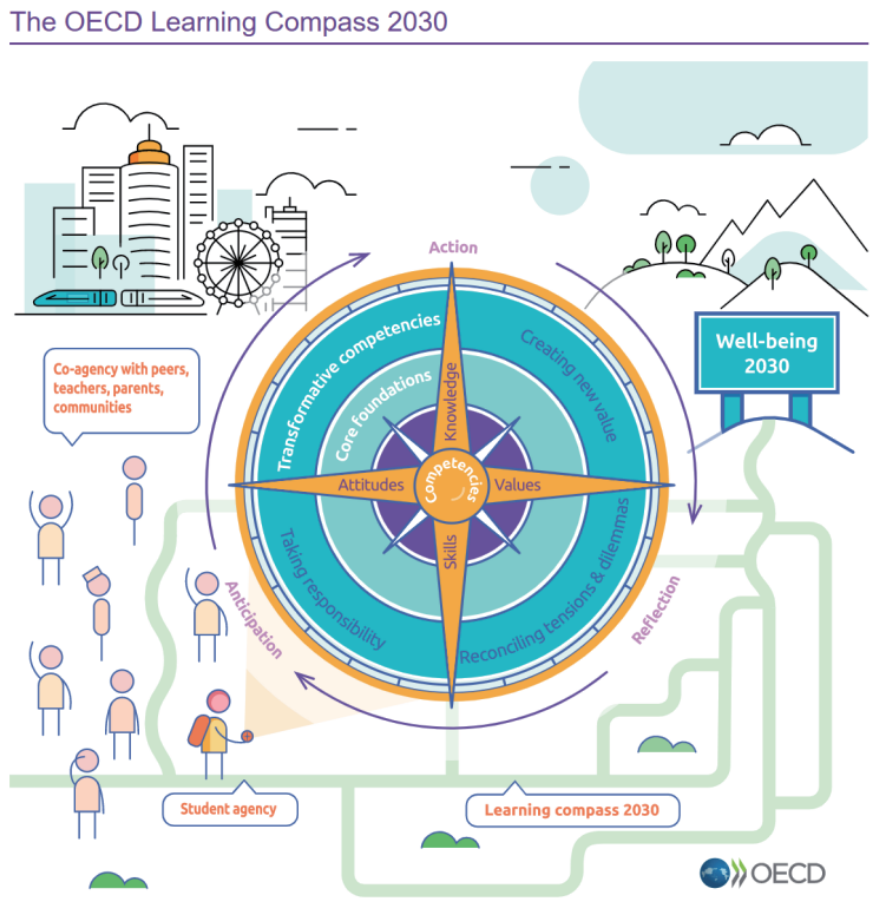 The OECD Learning Compass 2030
Action
Well-being
2030
Co-agency with peers,
teachers, parents,
communities
Transformative competencies
Creating new value
Core foundations
Knowledge
Attitudes
Competencies
Values
Skills
Taking responsibility
Reconciling tensions & dilemmas
Anticipation
Reflection
Student agency
Learning compass 2030
OECD